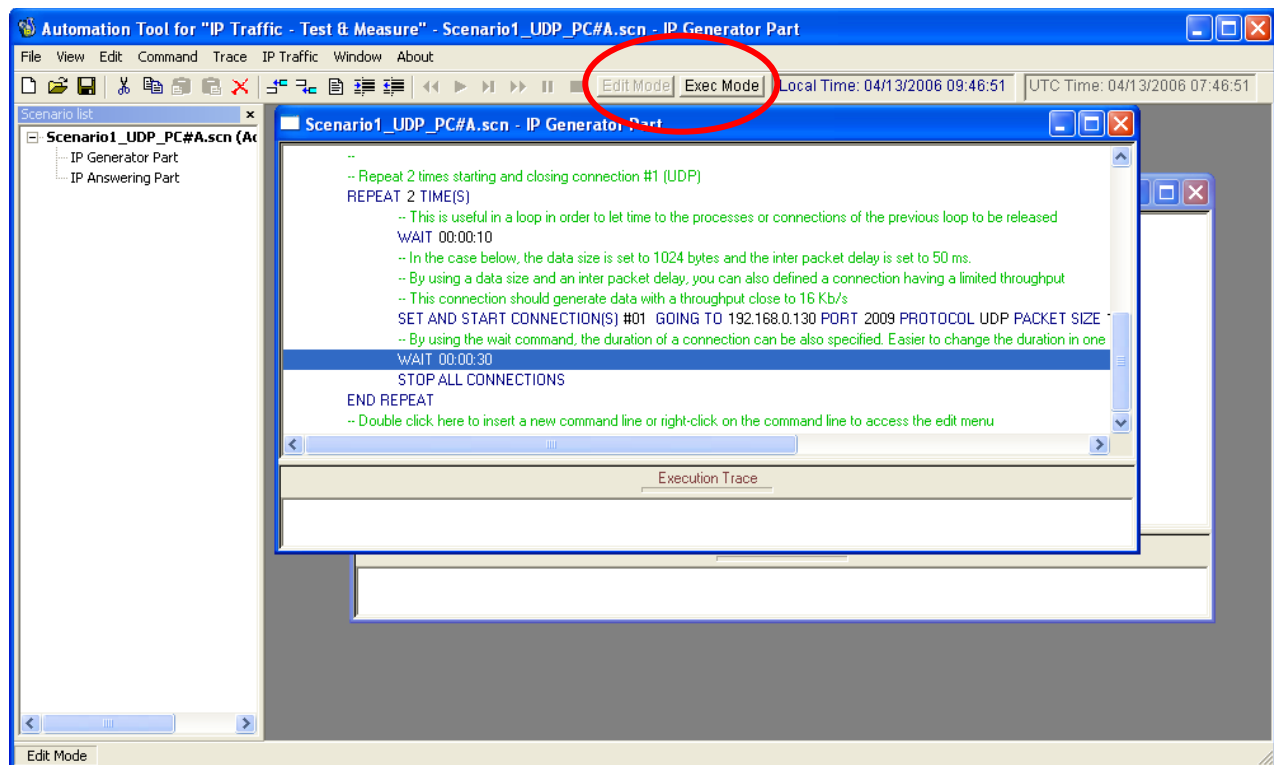 Automation Tool for "IP Traffic - Test & Measure" - Scenario1_UDP_PC#A.scn - IP Generator Part
File View Edit Command Trace IP Traffic Window About
Edit Mode Exec Mode Local Time: 04/13/2006 09:46:51 UTC Time: 04/13/2006 07:46:51
Scenario list
Scenario1_UDP_PC#A.scn (Ac
IP Generator Part
IP Answering Part
Scenario1_UDP_PC#A.scn - IP Generator Part
--
-- Repeat 2 times starting and closing connection #1 (UDP)
REPEAT 2 TIME(S)
-- This is useful in a loop in order to let time to the processes or connections of the previous loop to be released
WAIT 00:00:10
-- In the case below, the data size is set to 1024 bytes and the inter packet delay is set to 50 ms.
-- By using a data size and an inter packet delay, you can also defined a connection having a limited throughput
-- This connection should generate data with a throughput close to 16 Kb/s
SET AND START CONNECTION(S) #01 GOING TO 192.168.0.130 PORT 2009 PROTOCOL UDP PACKET SIZE
-- By using the wait command, the duration of a connection can be also specified. Easier to change the duration in one
WAIT 00:00:30
STOP ALL CONNECTIONS
END REPEAT
-- Double click here to insert a new command line or right-click on the command line to access the edit menu
Execution Trace
Edit Mode